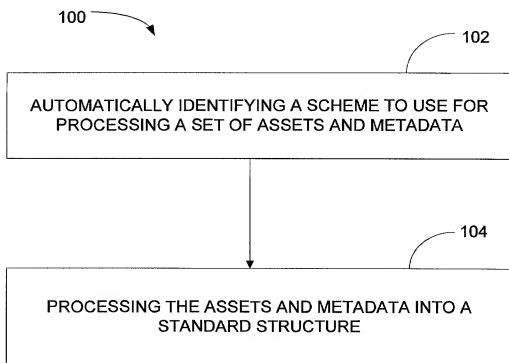 100
102
AUTOMATICALLY IDENTIFYING A SCHEME TO USE FOR
PROCESSING A SET OF ASSETS AND METADATA
104
PROCESSING THE ASSETS AND METADATA INTO A
STANDARD STRUCTURE